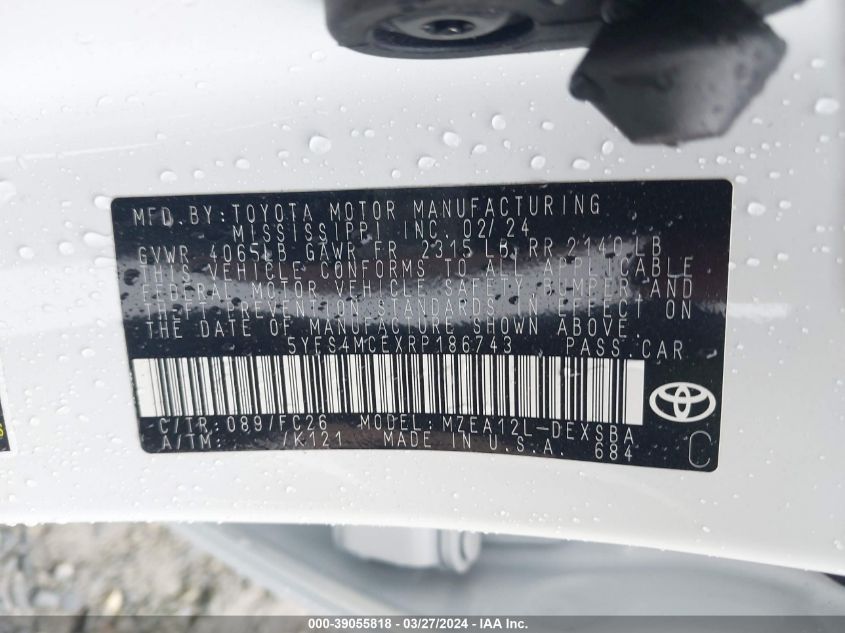 MFD. BY: TOYOTA MOTOR MANUFACTURING
MISSISSIPPI INC. 02/24
GVWR 4065LB GAWR FR 2315 LB RR 2140 LB
THIS VEHICLE CONFORMS TO ALL APPLICABLE
FEDERAL MOTOR VEHICLE SAFETY BUMPER AND
THEFT PREVENTION STANDARDS IN EFFECT ON
THE DATE OF MANUFACTURE SHOWN ABOVE.
5YFS4MCEXRP186743 PASS.CAR
C/TR: 089/FC26 MODEL: MZEA12L-DEXSBA
A/TM: /K121 MADE IN U.S.A. 684
C
000-39055818 - 03/27/2024 - IAA Inc.